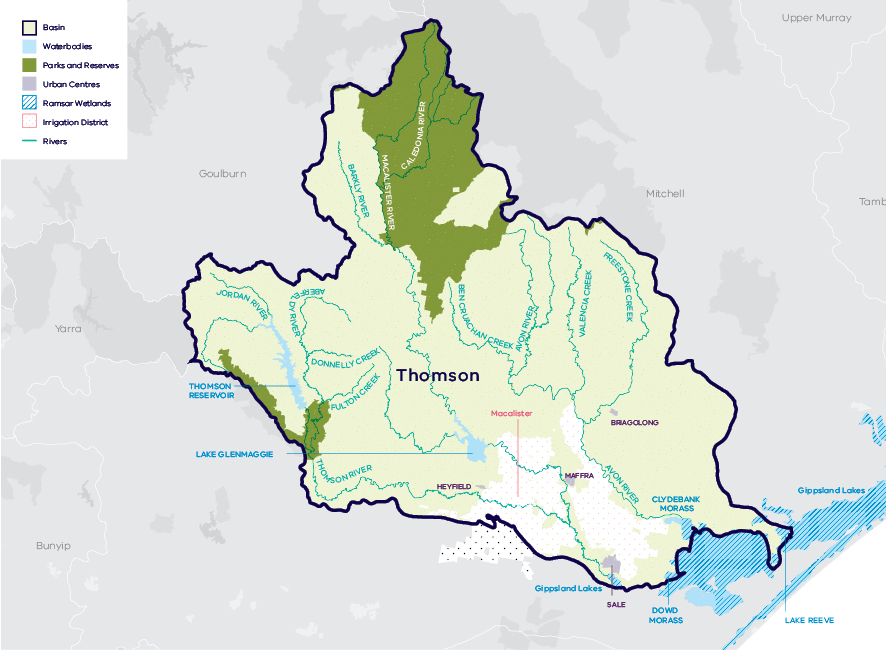 Basin
Waterbodies
Parks and Reserves
Urban Centres
Ramsar Wetlands
Irrigation District
Rivers
Upper Murray
Goulburn
Mitchell
Tamb
Yarra
Bunyip
CALEDONIA RIVER
MACALISTER RIVER
BARKLY RIVER
JORDAN RIVER
ABERFELDY RIVER
BEN CRUACHAN CREEK
AVON RIVER
VALENCIA CREEK
FREESTONE CREEK
DONNELLY CREEK
FULTON CREEK
Thomson
THOMSON
RESERVOIR
Macalister
BRIAGOLONG
LAKE GLENMAGGIE
THOMSON RIVER
HEYFIELD
MAFFRA
AVON RIVER
CLYDEBANK
MORASS
Gippsland Lakes
Gippsland Lakes
SALE
DOWD
MORASS
LAKE REEVE